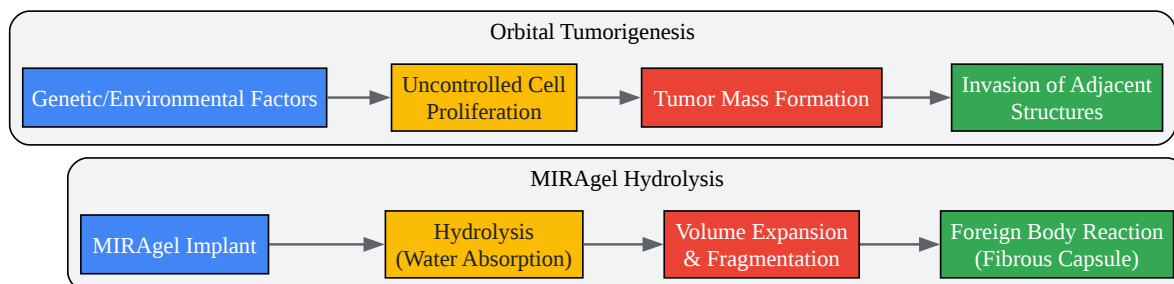 Orbital Tumorigenesis
Genetic/Environmental Factors
Uncontrolled Cell
Proliferation
Tumor Mass Formation
Invasion of Adjacent
Structures
MIRAgel Hydrolysis
MIRAgel Implant
Hydrolysis
(Water Absorption)
Volume Expansion
& Fragmentation
Foreign Body Reaction
(Fibrous Capsule)